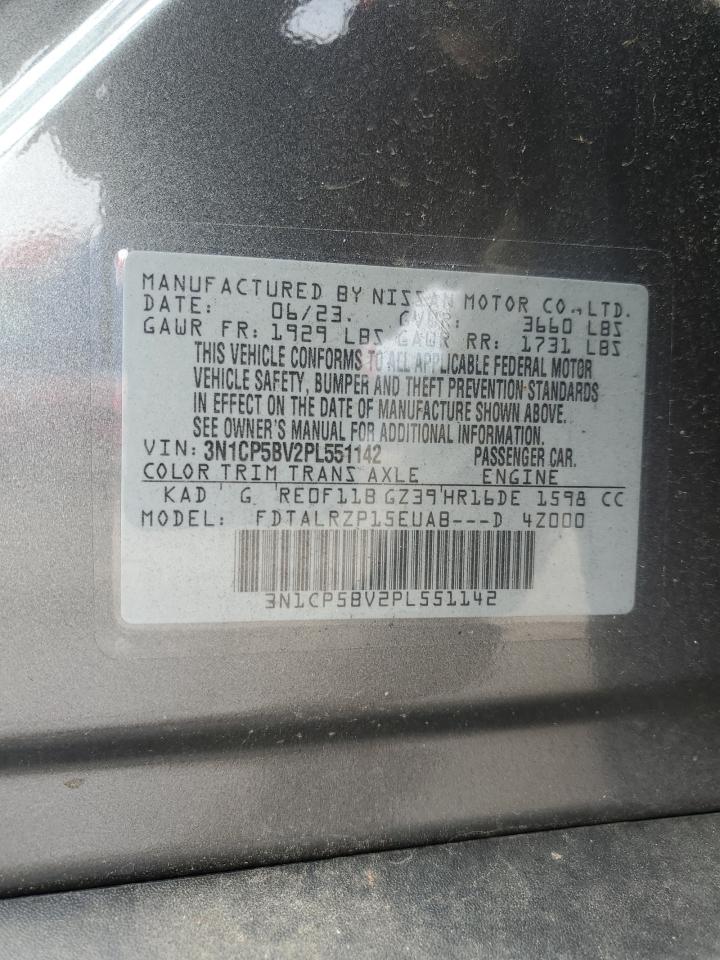 MANUFACTURED BY NISSAN MOTOR CO.,LTD.
DATE: 06/23. GVWR: 3660 LBS
GAWR FR: 1929 LBS GAWR RR: 1731 LBS
THIS VEHICLE CONFORMS TO ALL APPLICABLE FEDERAL MOTOR
VEHICLE SAFETY, BUMPER AND THEFT PREVENTION STANDARDS
IN EFFECT ON THE DATE OF MANUFACTURE SHOWN ABOVE.
SEE OWNER'S MANUAL FOR ADDITIONAL INFORMATION.
VIN: 3N1CP5BV2PL551142 PASSENGER CAR.
COLOR TRIM TRANS AXLE ENGINE
KAD G RE0F11B GZ39 HR16DE 1598 CC
MODEL: FDTALRZP15EUAB---D 4Z000
3N1CP5BV2PL551142